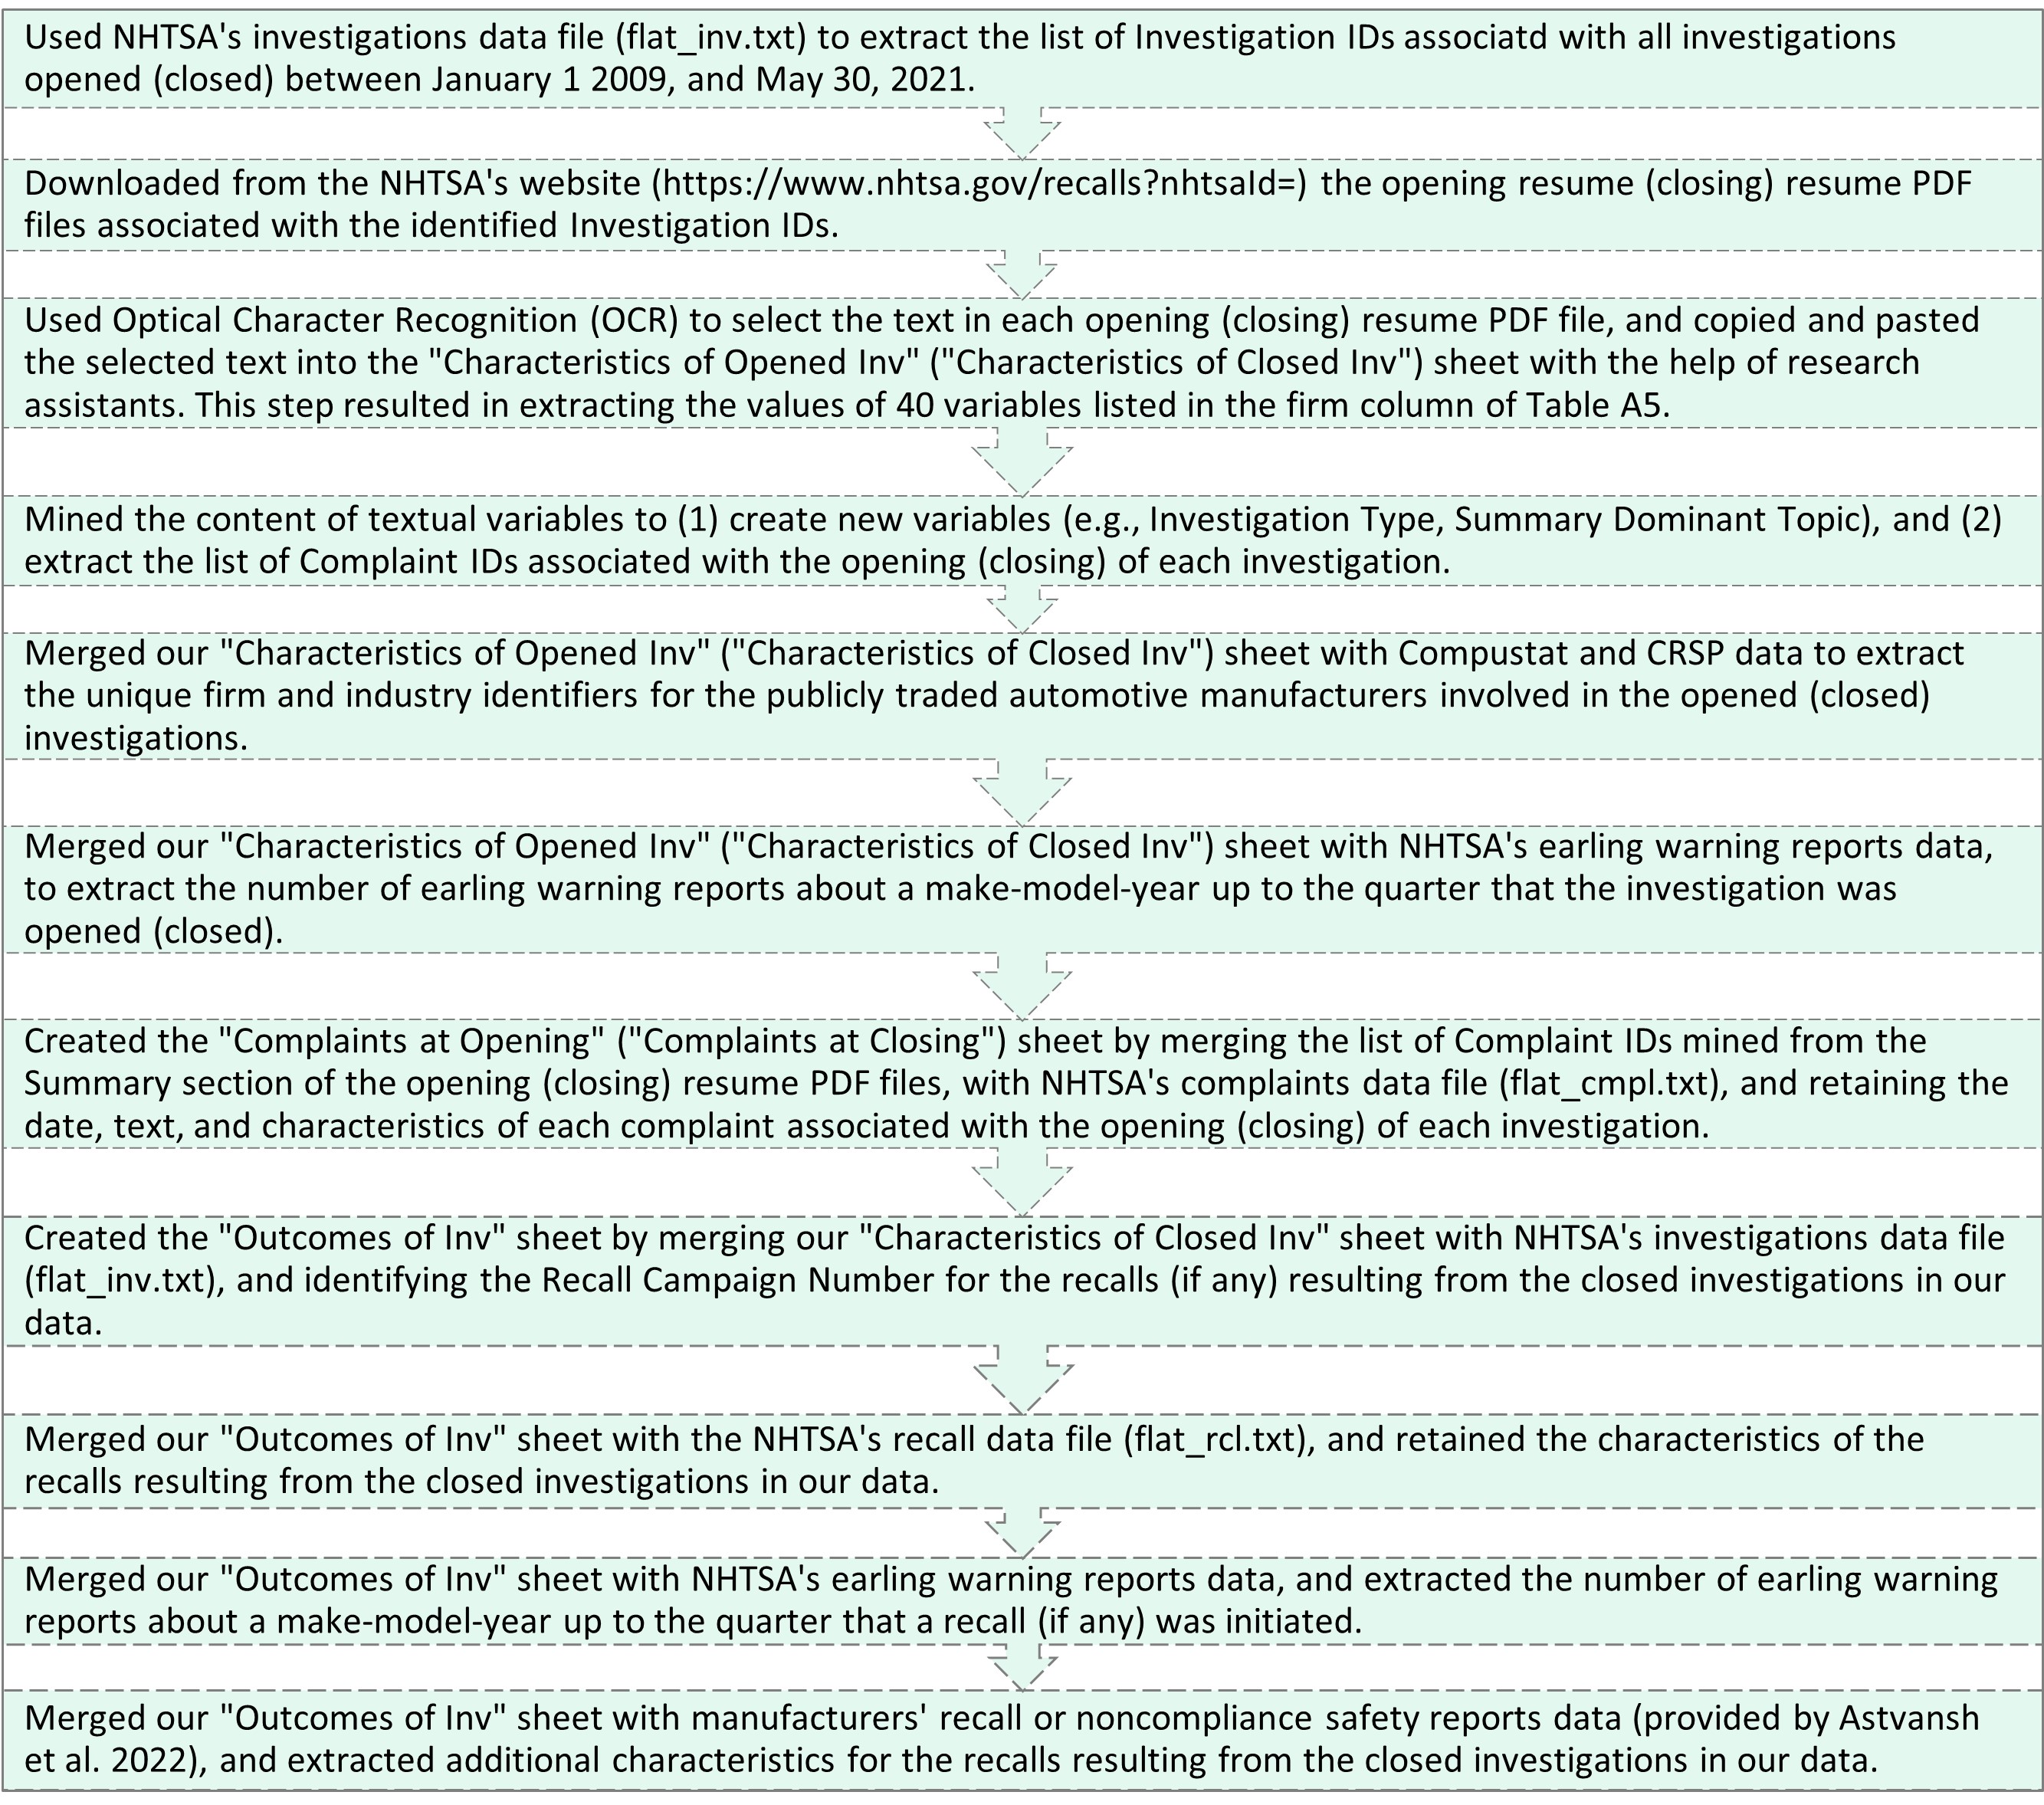 Used NHTSA's investigations data file (flat_inv.txt) to extract the list of Investigation IDs associatd with all investigations
opened (closed) between January 1 2009, and May 30, 2021.
Downloaded from the NHTSA's website (https://www.nhtsa.gov/recalls?nhtsaId=) the opening resume (closing) resume PDF
files associated with the identified Investigation IDs.
Used Optical Character Recognition (OCR) to select the text in each opening (closing) resume PDF file, and copied and pasted
the selected text into the "Characteristics of Opened Inv" ("Characteristics of Closed Inv") sheet with the help of research
assistants. This step resulted in extracting the values of 40 variables listed in the firm column of Table A5.
Mined the content of textual variables to (1) create new variables (e.g., Investigation Type, Summary Dominant Topic), and (2)
extract the list of Complaint IDs associated with the opening (closing) of each investigation.
Merged our "Characteristics of Opened Inv" ("Characteristics of Closed Inv") sheet with Compustat and CRSP data to extract
the unique firm and industry identifiers for the publicly traded automotive manufacturers involved in the opened (closed)
investigations.
Merged our "Characteristics of Opened Inv" ("Characteristics of Closed Inv") sheet with NHTSA's earling warning reports data,
to extract the number of earling warning reports about a make-model-year up to the quarter that the investigation was
opened (closed).
Created the "Complaints at Opening" ("Complaints at Closing") sheet by merging the list of Complaint IDs mined from the
Summary section of the opening (closing) resume PDF files, with NHTSA's complaints data file (flat_cmpl.txt), and retaining the
date, text, and characteristics of each complaint associated with the opening (closing) of each investigation.
Created the "Outcomes of Inv" sheet by merging our "Characteristics of Closed Inv" sheet with NHTSA's investigations data file
(flat_inv.txt), and identifying the Recall Campaign Number for the recalls (if any) resulting from the closed investigations in our
data.
Merged our "Outcomes of Inv" sheet with the NHTSA's recall data file (flat_rcl.txt), and retained the characteristics of the
recalls resulting from the closed investigations in our data.
Merged our "Outcomes of Inv" sheet with NHTSA's earling warning reports data, and extracted the number of earling warning
reports about a make-model-year up to the quarter that a recall (if any) was initiated.
Merged our "Outcomes of Inv" sheet with manufacturers' recall or noncompliance safety reports data (provided by Astvansh
et al. 2022), and extracted additional characteristics for the recalls resulting from the closed investigations in our data.